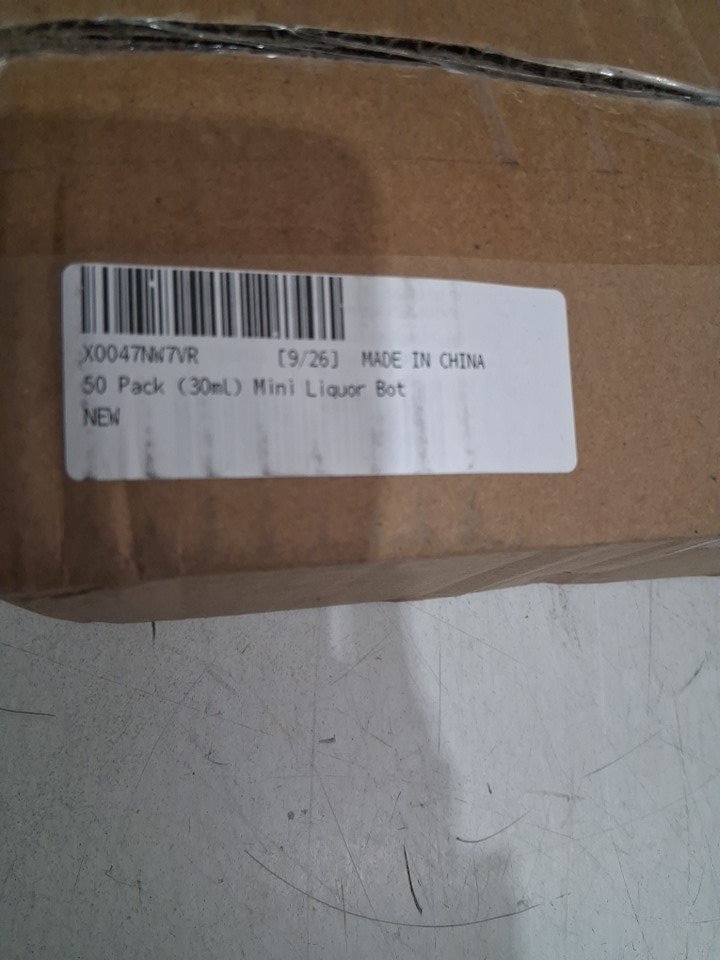 X0047NW7VR [9/26] MADE IN CHINA
50 Pack (30mL) Mini Liquor Bot
NEW